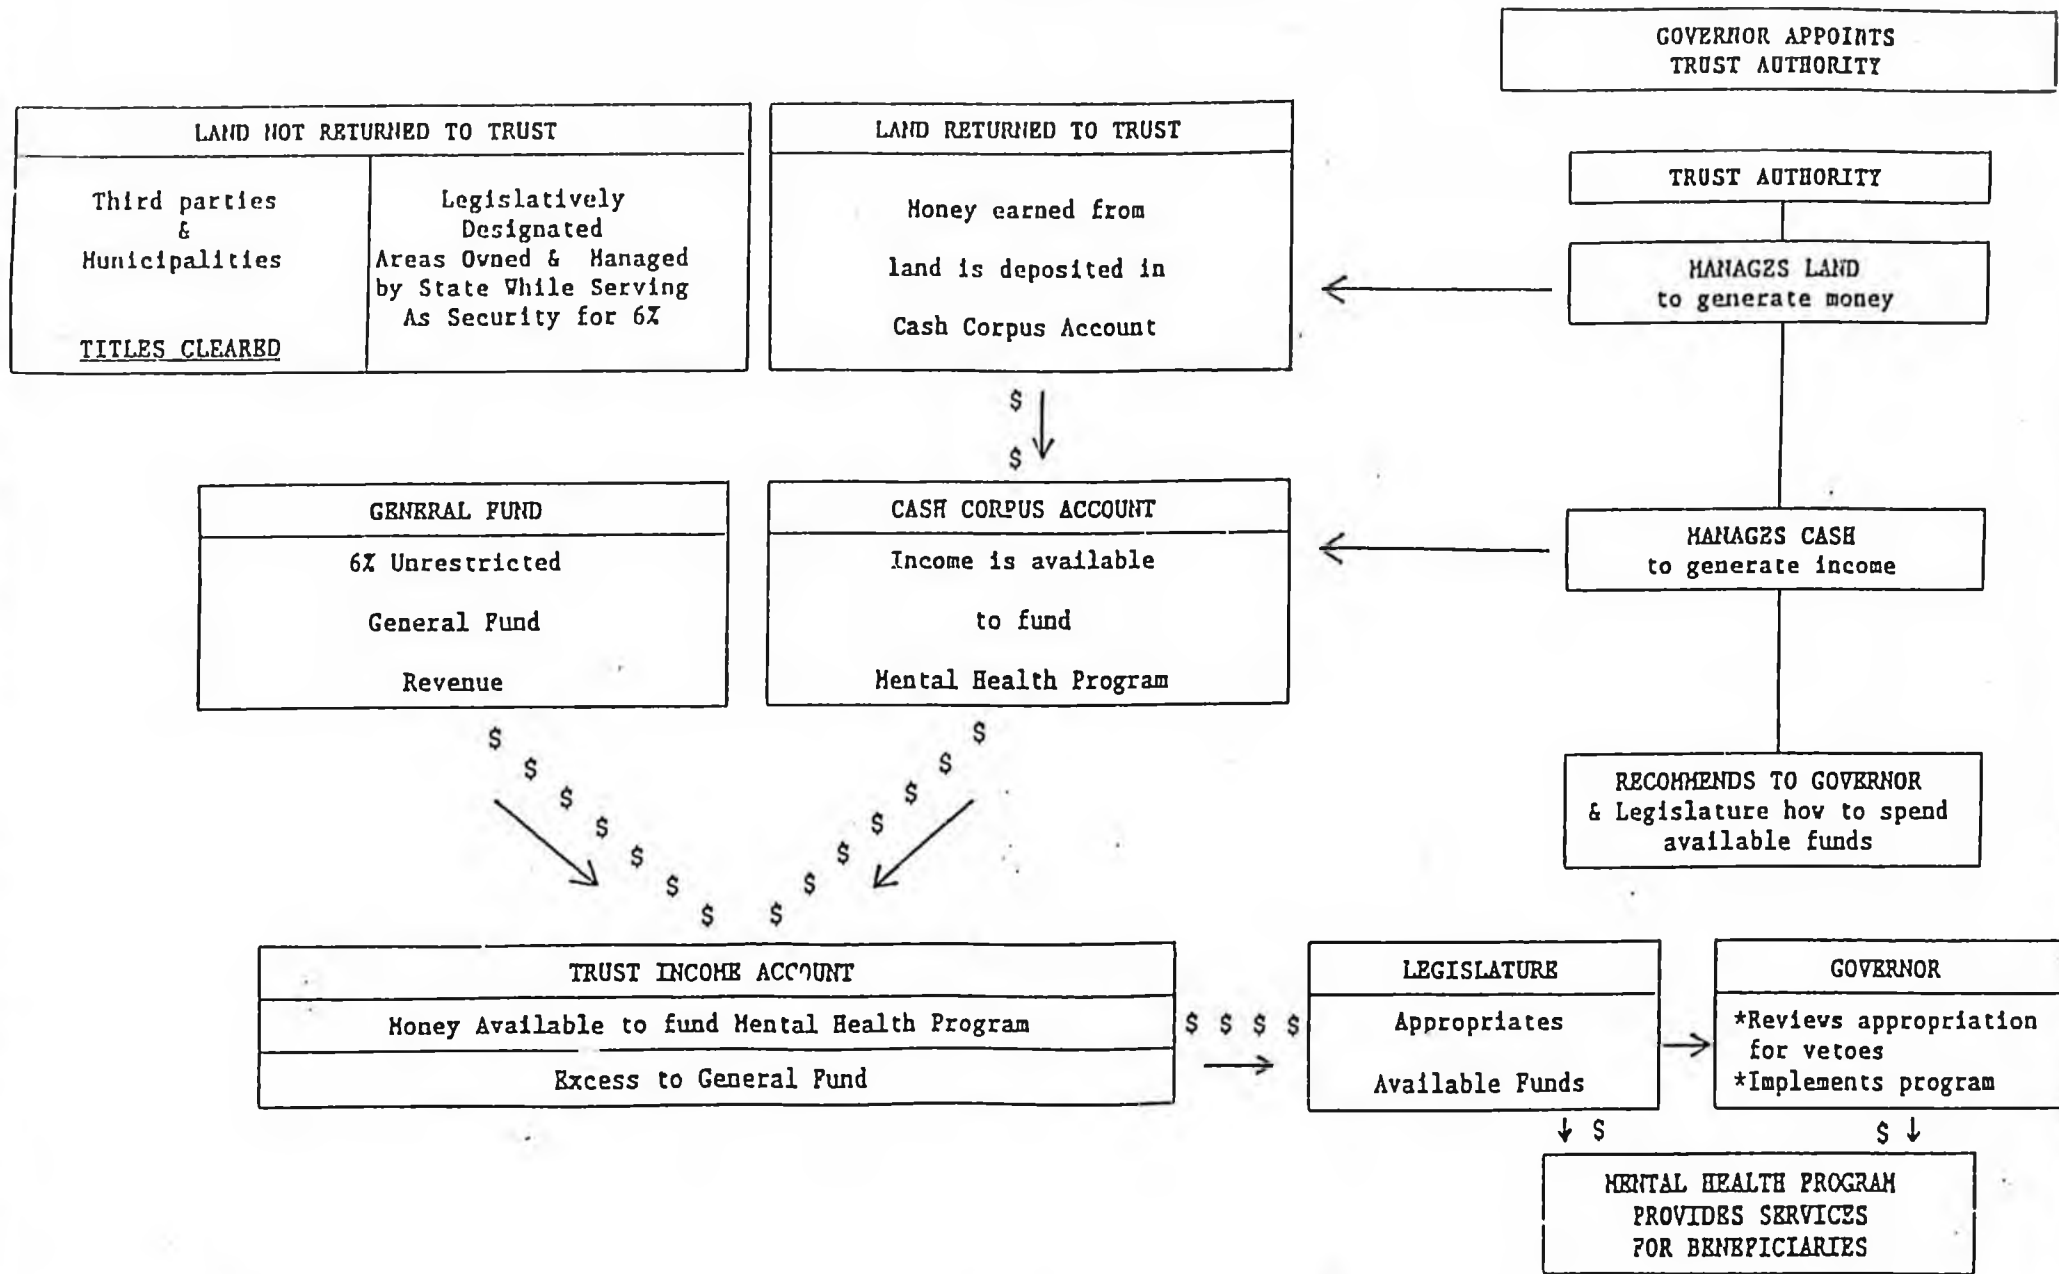 GOVERNOR APPOINTS
TRUST AUTHORITY
LAND NOT RETURNED TO TRUST
Third parties
&
Municipalities
TITLES CLEARED
Legislatively
Designated
Areas Owned & Managed
by State While Serving
As Security for 6%
LAND RETURNED TO TRUST
Money earned from
land is deposited in
Cash Corpus Account
TRUST AUTHORITY
MANAGES LAND
to generate money
$
$
GENERAL FUND
6% Unrestricted
General Fund
Revenue
CASH CORPUS ACCOUNT
Income is available
to fund
Mental Health Program
MANAGES CASH
to generate income
$ $
$ $
$ $
$ $
$ $
$ $
$ $
RECOMMENDS TO GOVERNOR
& Legislature how to spend
available funds
TRUST INCOME ACCOUNT
Money Available to fund Mental Health Program
Excess to General Fund
$ $ $ $
LEGISLATURE
Appropriates
Available Funds
GOVERNOR
*Reviews appropriation
for vetoes
*Implements program
$ $
MENTAL HEALTH PROGRAM
PROVIDES SERVICES
FOR BENEFICIARIES